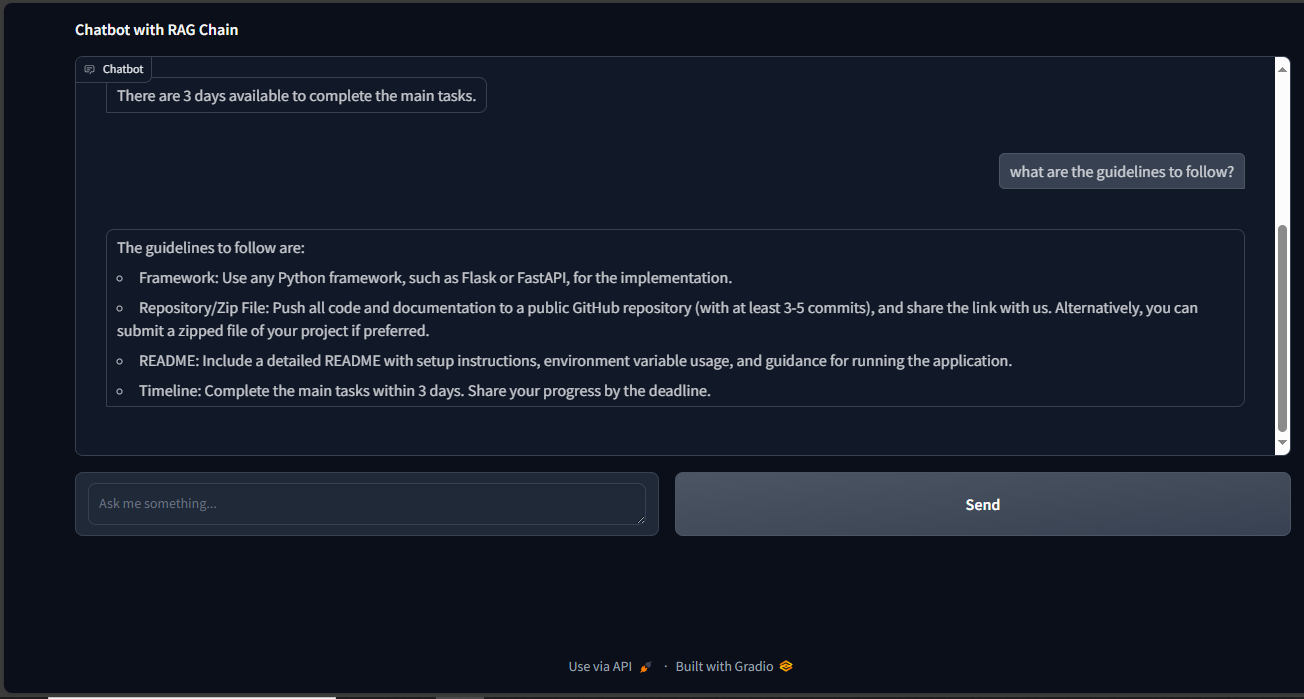 Chatbot with RAG Chain
Chatbot
There are 3 days available to complete the main tasks.
what are the guidelines to follow?
The guidelines to follow are:
Framework: Use any Python framework, such as Flask or FastAPI, for the implementation.
Repository/Zip File: Push all code and documentation to a public GitHub repository (with at least 3-5 commits), and share the link with us. Alternatively, you can
submit a zipped file of your project if preferred.
README: Include a detailed README with setup instructions, environment variable usage, and guidance for running the application.
Timeline: Complete the main tasks within 3 days. Share your progress by the deadline.
Ask me something...
Send
Use via API · Built with Gradio